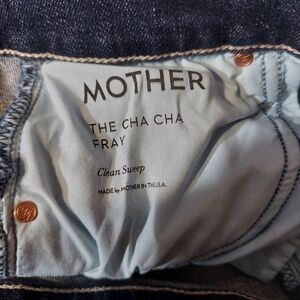 MOTHER
THE CHA CHA
FRAY
Clean Sweep
MADE by MOTHER IN THE U.S.A.